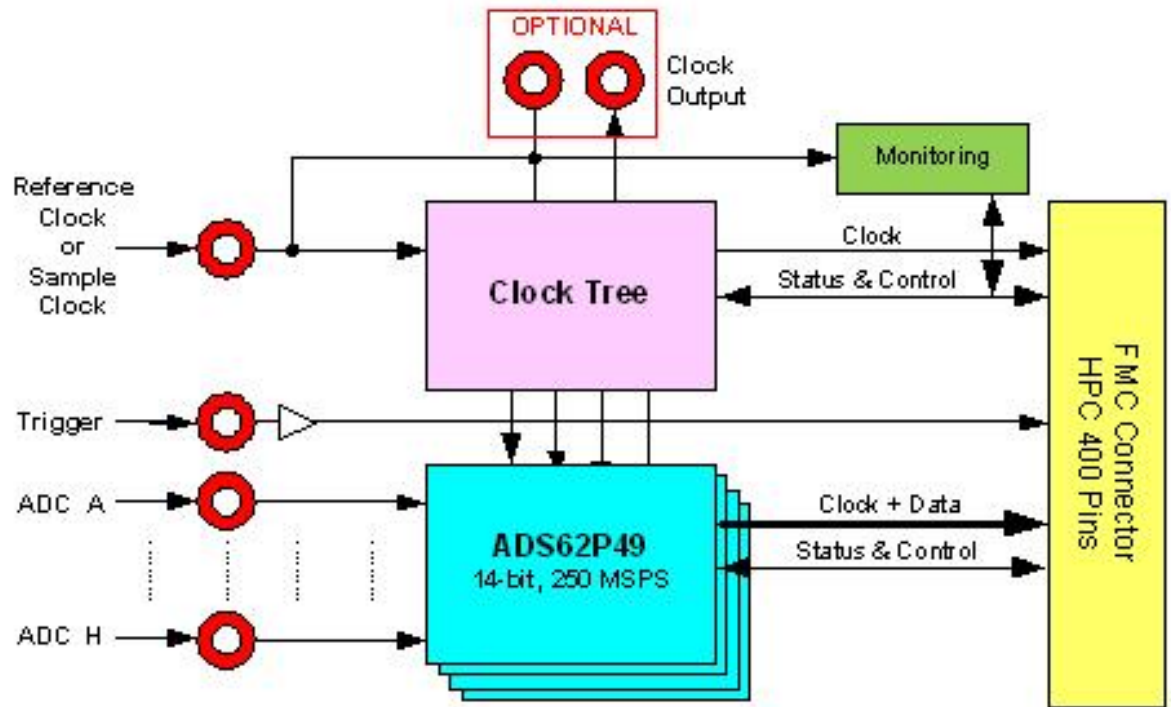 OPTIONAL
Clock
Output
Monitoring
Reference
Clock
or
Sample
Clock
Clock
Clock Tree
Status & Control
FMC Connector
HPC 400 Pins
Trigger
ADC A
Clock + Data
ADS62P49
14-bit, 250 MSPS
Status & Control
ADC H